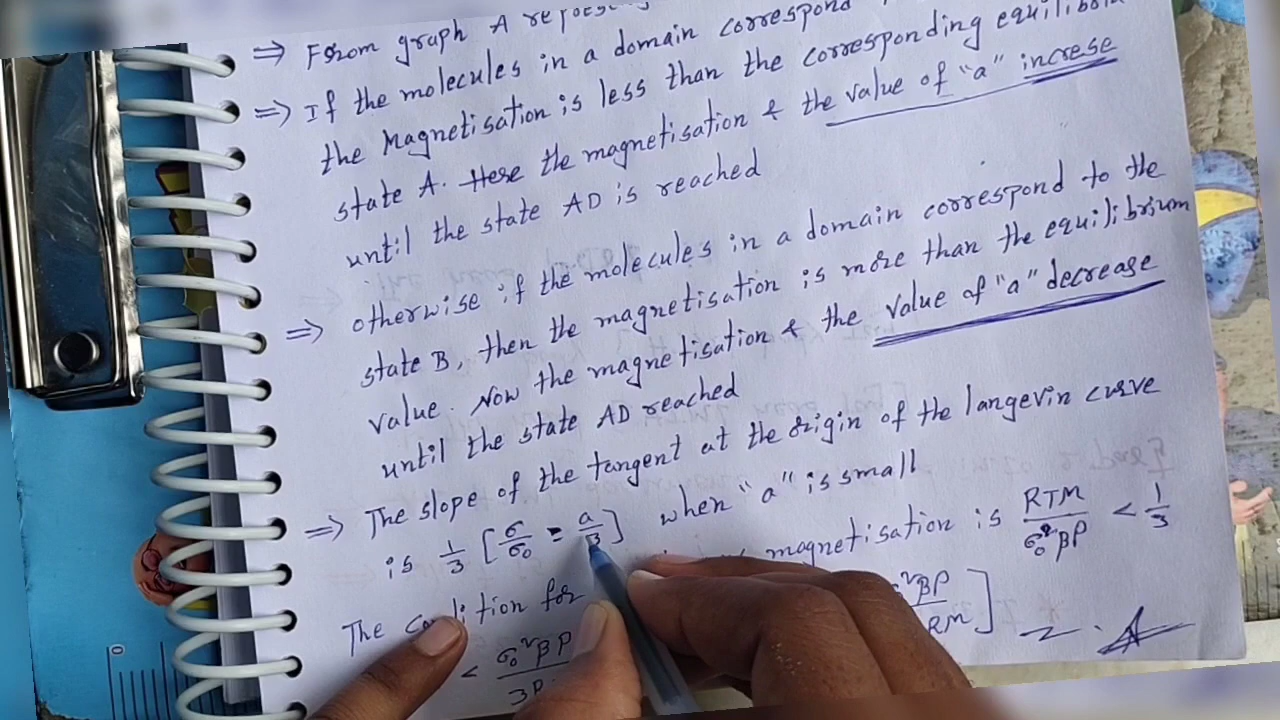 ⇒ From graph A
⇒ If the molecules in a domain correspond
the Magnetisation is less than the corresponding
state A. Here the magnetisation & the value of "a" increse
until the state AD is reached
⇒ otherwise if the molecules in a domain correspond to the
state B, then the magnetisation is more than the equilibrium
value. Now the magnetisation & the value of "a" decrease
until the state AD reached
⇒ The slope of the tangent at the origin of the langevin curve
is 1/3 [σ/σ₀ = a/3] when "a" is small
The condition for magnetisation is RTM/σ₀²βρ < 1/3
< σ₀²βρ